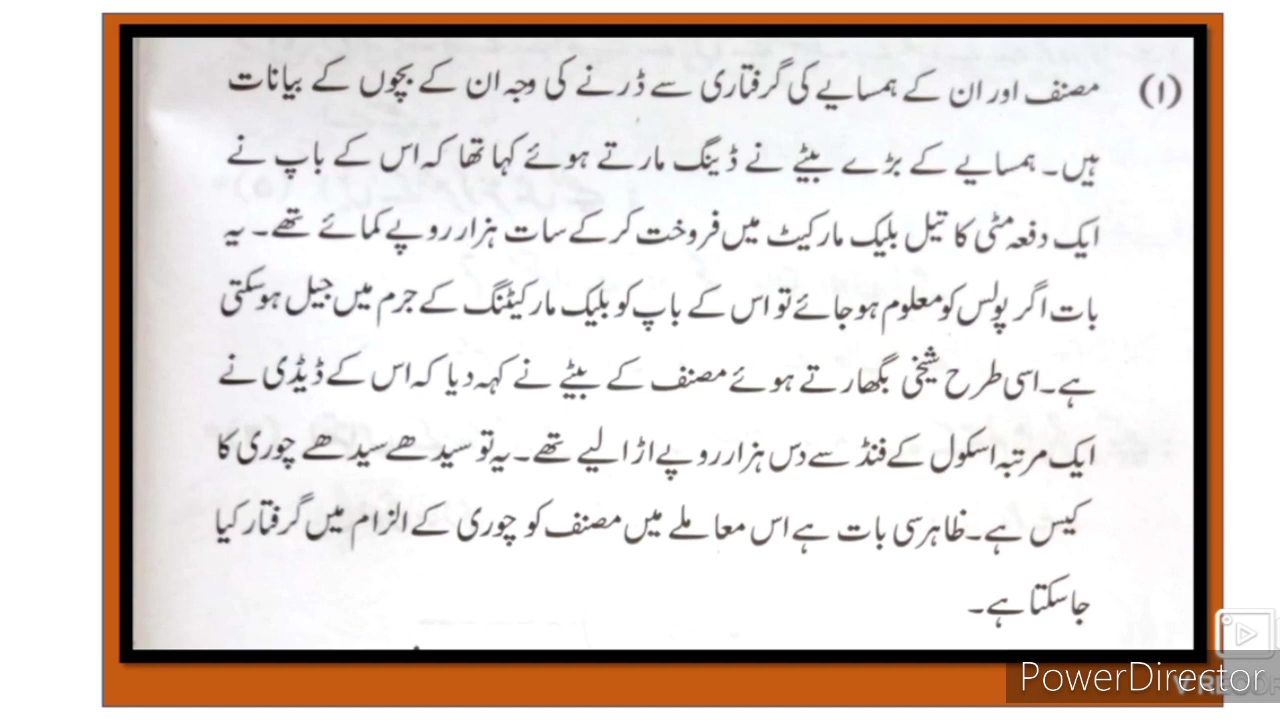 (۱) مصنف اور ان کے ہمسایے کی گرفتاری سے ڈرنے کی وجہ ان کے بچوں کے بیانات
ہیں۔ ہمسایے کے بڑے بیٹے نے ڈینگ مارتے ہوئے کہا تھا کہ اس کے باپ نے
ایک دفعہ مٹی کا تیل بلیک مارکیٹ میں فروخت کر کے سات ہزار روپے کمائے تھے۔ یہ
بات اگر پولس کو معلوم ہو جائے تو اس کے باپ کو بلیک مارکیٹنگ کے جرم میں جیل ہو سکتی
ہے۔ اسی طرح شیخی بگھارتے ہوئے مصنف کے بیٹے نے کہہ دیا کہ اس کے ڈیڈی نے
ایک مرتبہ اسکول کے فنڈ سے دس ہزار روپے اڑا لیے تھے۔ یہ تو سیدھے سیدھے چوری کا
کیس ہے۔ ظاہر سی بات ہے اس معاملے میں مصنف کو چوری کے الزام میں گرفتار کیا
جا سکتا ہے۔
PowerDirector